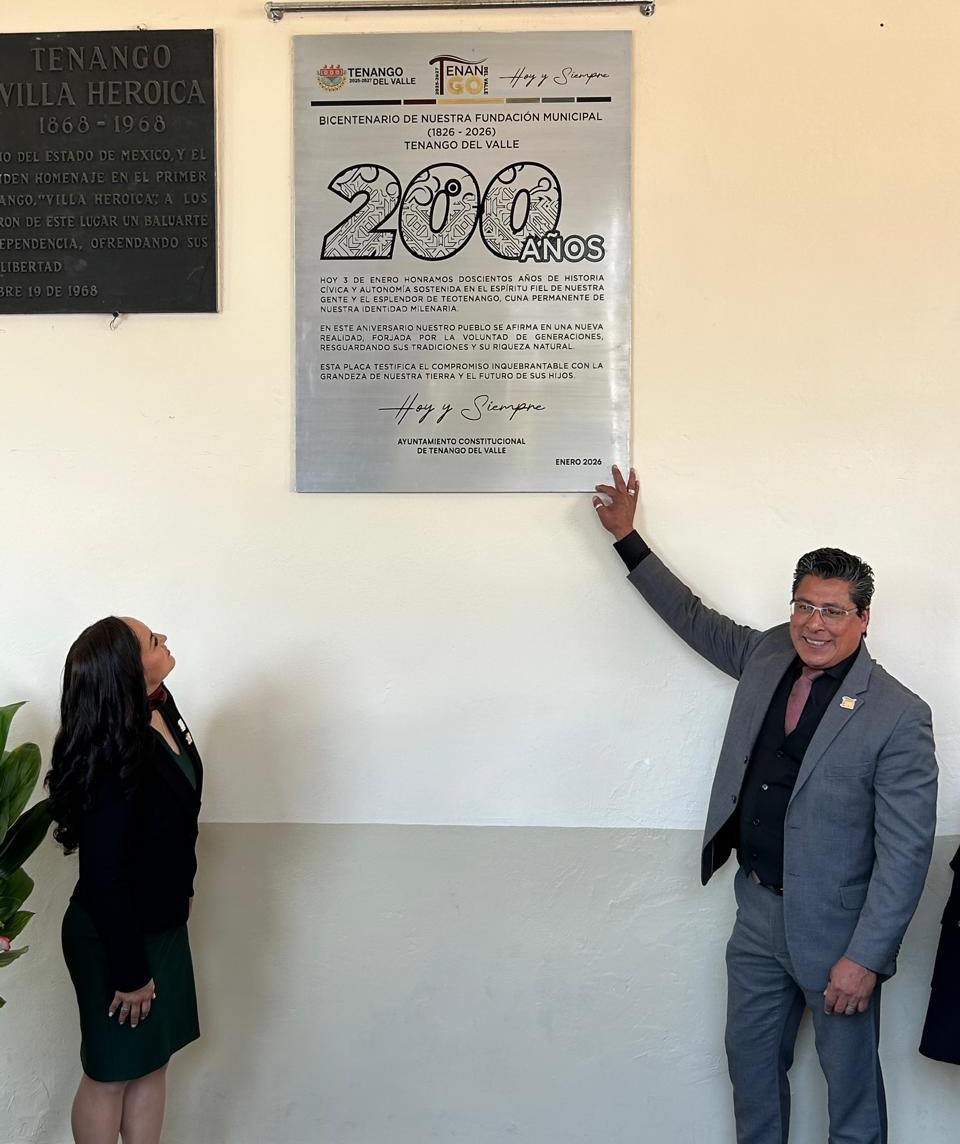 TENANGO
VILLA HEROICA
1868-1968
DEL ESTADO DE MEXICO, Y EL
HOMENAJE EN EL PRIMER
"VILLA HEROICA", A LOS
DE ESTE LUGAR UN BALUARTE
OFRENDANDO SUS
LIBERTAD
19 DE 1968
TENANGO
2025-2027 DEL VALLE
TENANGO
DEL VALLE
2025-2027
Hoy y Siempre
BICENTENARIO DE NUESTRA FUNDACIÓN MUNICIPAL
(1826 - 2026)
TENANGO DEL VALLE
200
AÑOS
HOY 3 DE ENERO HONRAMOS DOSCIENTOS AÑOS DE HISTORIA
CÍVICA Y AUTONOMÍA SOSTENIDA EN EL ESPÍRITU FIEL DE NUESTRA
GENTE Y EL ESPLENDOR DE TEOTENANGO, CUNA PERMANENTE DE
NUESTRA IDENTIDAD MILENARIA.
EN ESTE ANIVERSARIO NUESTRO PUEBLO SE AFIRMA EN UNA NUEVA
REALIDAD, FORJADA POR LA VOLUNTAD DE GENERACIONES,
RESGUARDANDO SUS TRADICIONES Y SU RIQUEZA NATURAL.
ESTA PLACA TESTIFICA EL COMPROMISO INQUEBRANTABLE CON LA
GRANDEZA DE NUESTRA TIERRA Y EL FUTURO DE SUS HIJOS.
Hoy y Siempre
AYUNTAMIENTO CONSTITUCIONAL
DE TENANGO DEL VALLE
ENERO 2026